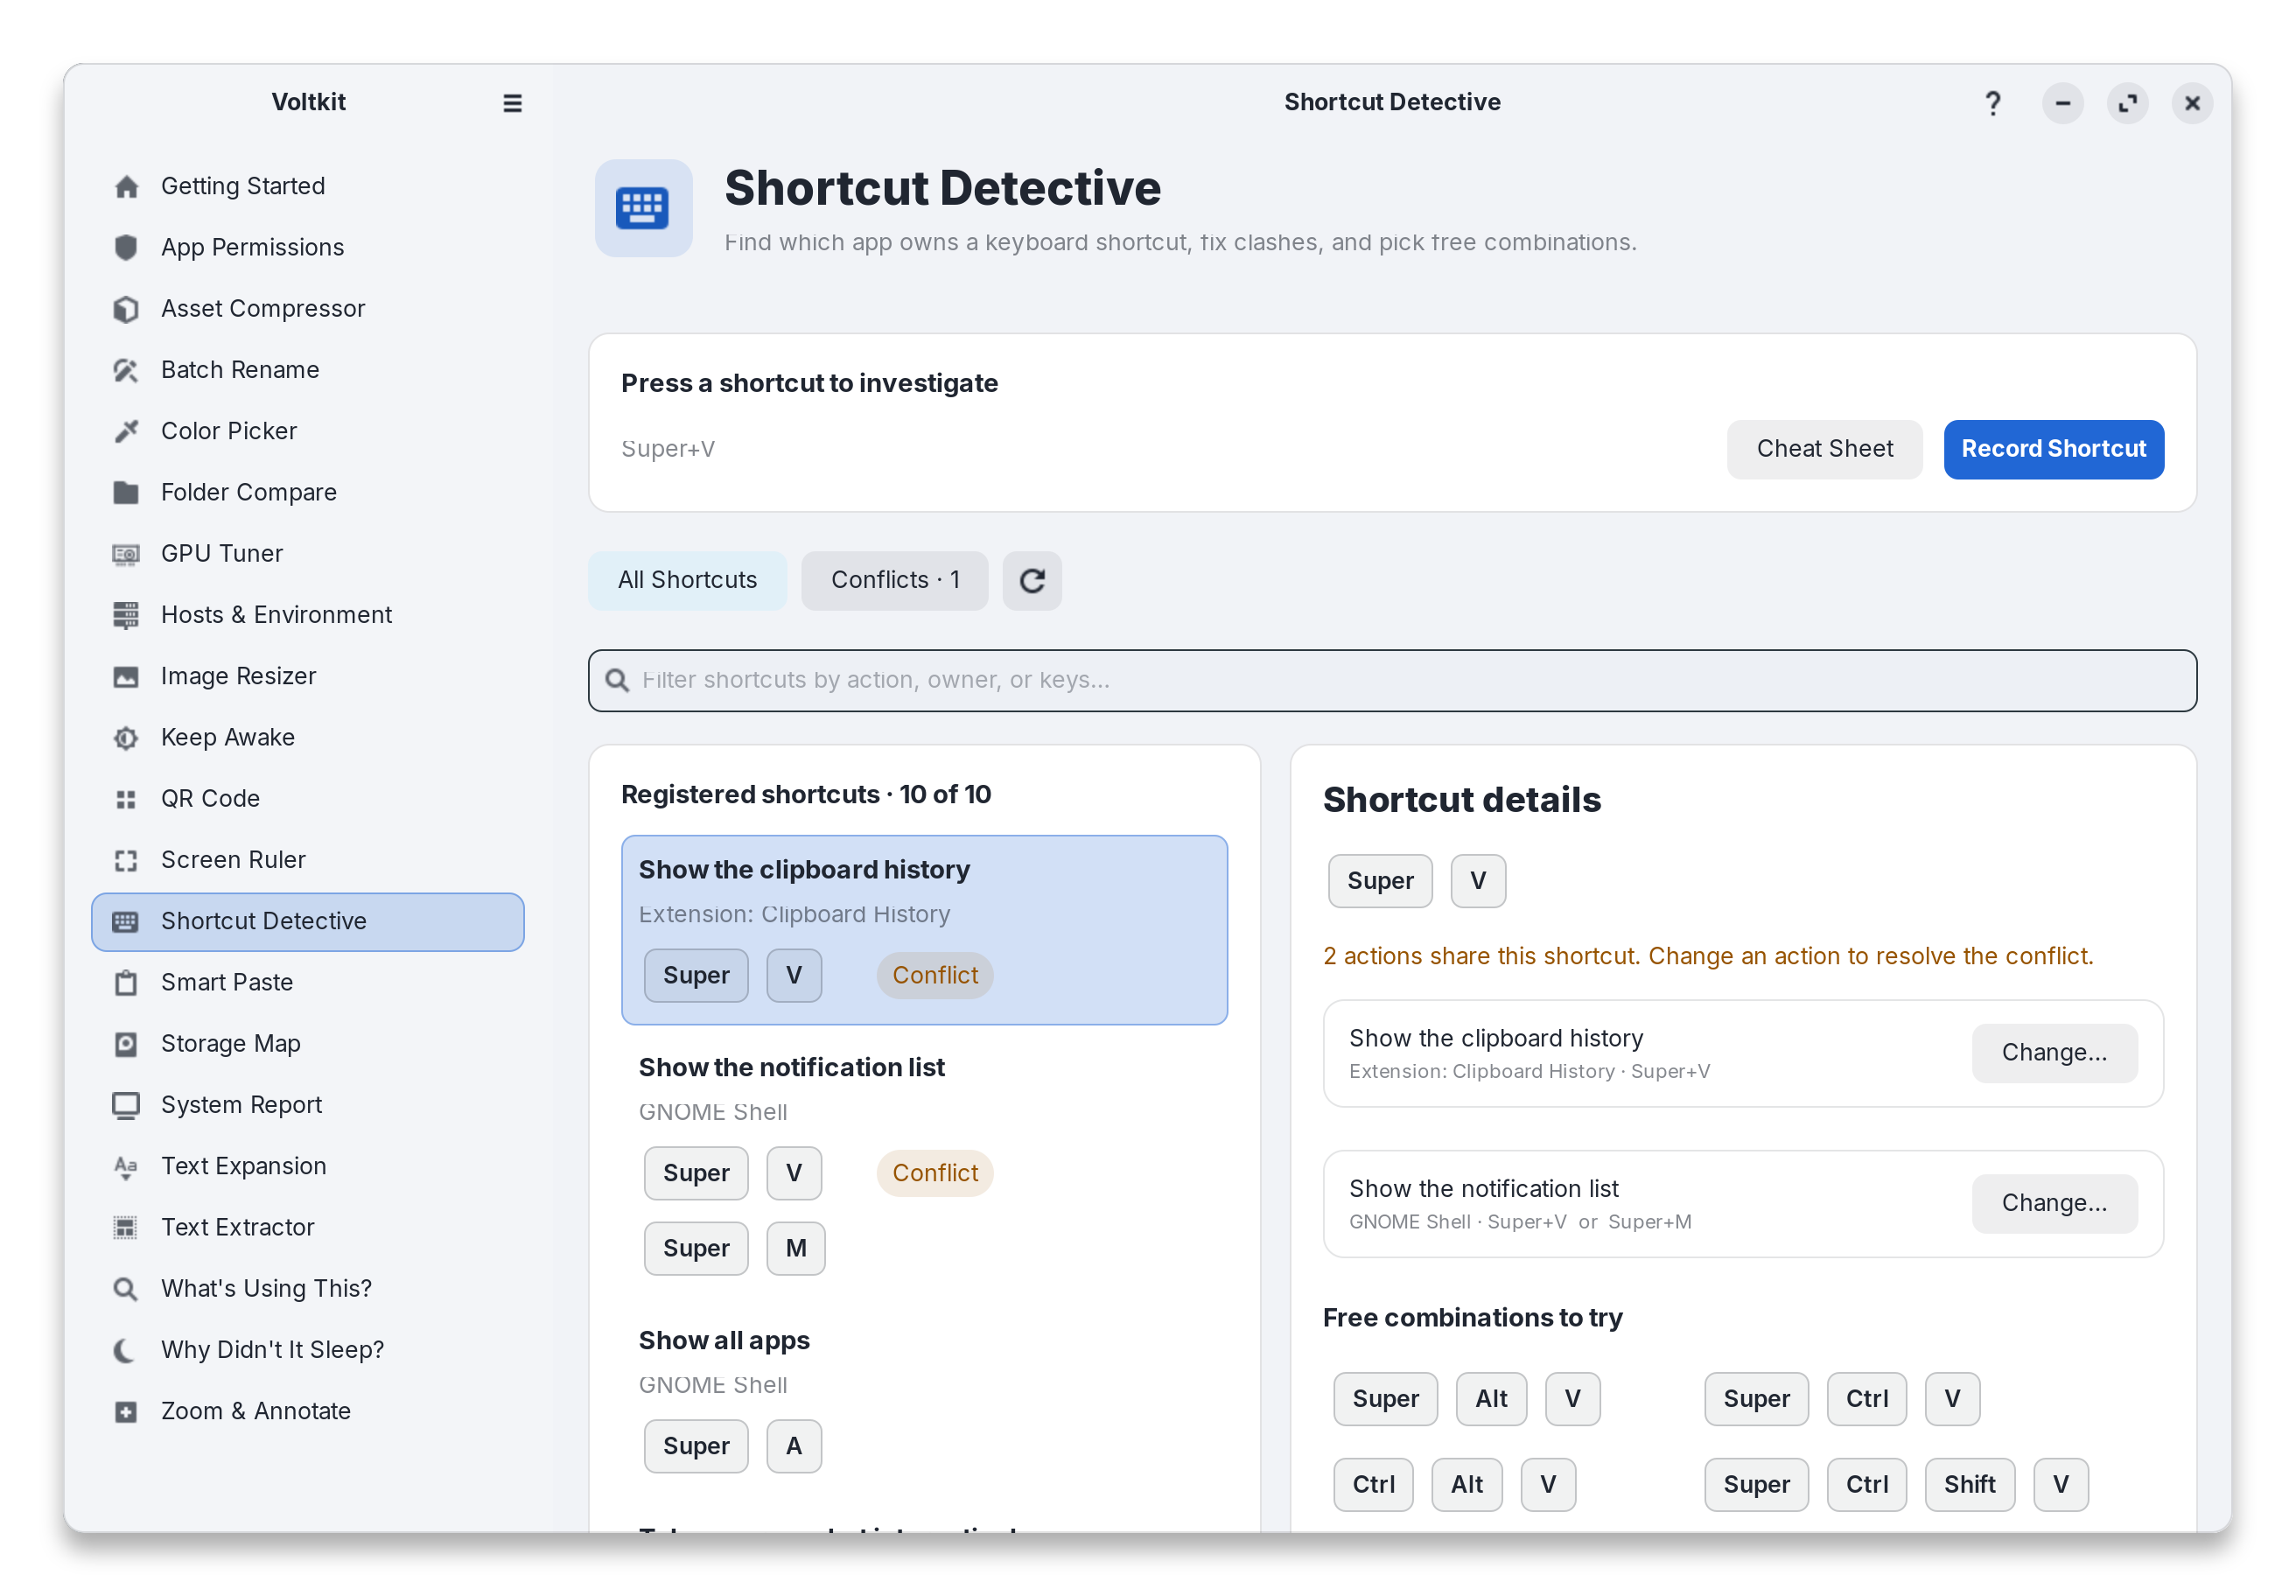 Voltkit
Shortcut Detective
?
Getting Started
App Permissions
Asset Compressor
Batch Rename
Color Picker
Folder Compare
GPU Tuner
Hosts & Environment
Image Resizer
Keep Awake
QR Code
Screen Ruler
Shortcut Detective
Smart Paste
Storage Map
System Report
Text Expansion
Text Extractor
What's Using This?
Why Didn't It Sleep?
Zoom & Annotate
Shortcut Detective
Find which app owns a keyboard shortcut, fix clashes, and pick free combinations.
Press a shortcut to investigate
Super+V
Cheat Sheet
Record Shortcut
All Shortcuts
Conflicts · 1
Filter shortcuts by action, owner, or keys...
Registered shortcuts · 10 of 10
Show the clipboard history
Extension: Clipboard History
Super V Conflict
Show the notification list
GNOME Shell
Super V Conflict
Super M
Show all apps
GNOME Shell
Super A
Shortcut details
Super V
2 actions share this shortcut. Change an action to resolve the conflict.
Show the clipboard history
Extension: Clipboard History · Super+V
Change...
Show the notification list
GNOME Shell · Super+V or Super+M
Change...
Free combinations to try
Super Alt V
Super Ctrl V
Ctrl Alt V
Super Ctrl Shift V